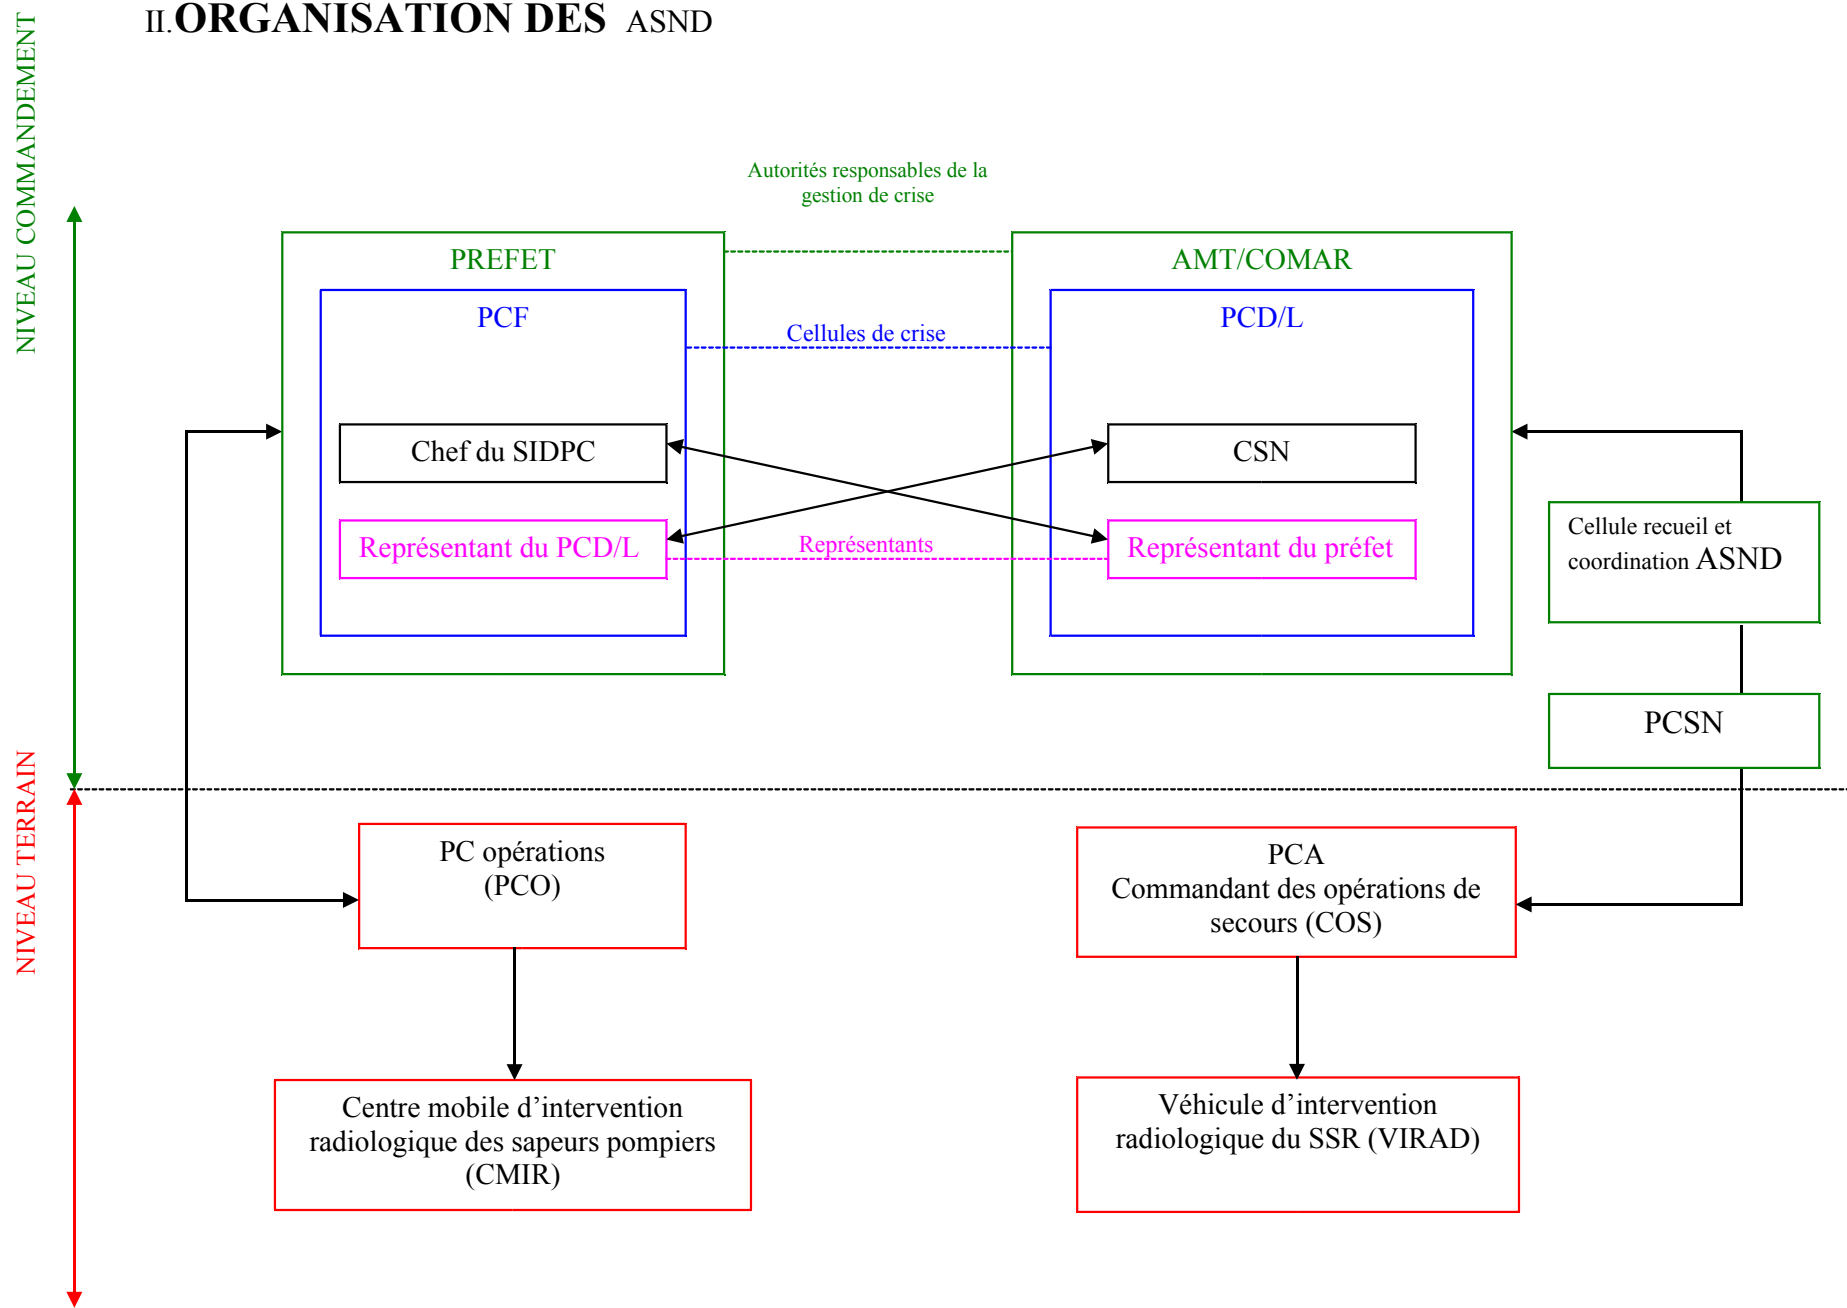 II.ORGANISATION DES ASND
NIVEAU COMMANDEMENT
Autorités responsables de la
gestion de crise
PREFET
AMT/COMAR
PCF
PCD/L
Cellules de crise
Chef du SIDPC
CSN
Représentant du PCD/L
Représentants
Représentant du préfet
Cellule recueil et
coordination ASND
PCSN
NIVEAU TERRAIN
PC opérations
(PCO)
PCA
Commandant des opérations de
secours (COS)
Centre mobile d’intervention
radiologique des sapeurs pompiers
(CMIR)
Véhicule d’intervention
radiologique du SSR (VIRAD)